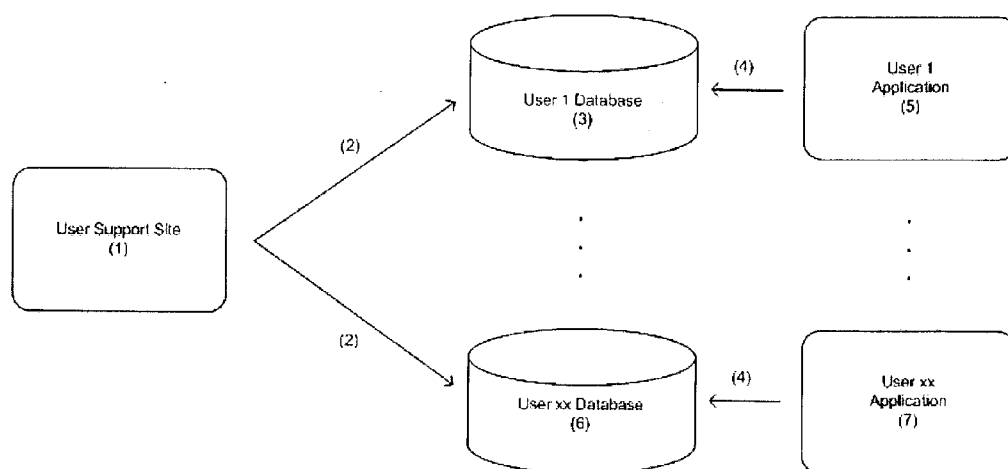 User Support Site
(1)
(2)
(2)
User 1 Database
(3)
(4)
User 1
Application
(5)
User xx Database
(6)
(4)
User xx
Application
(7)